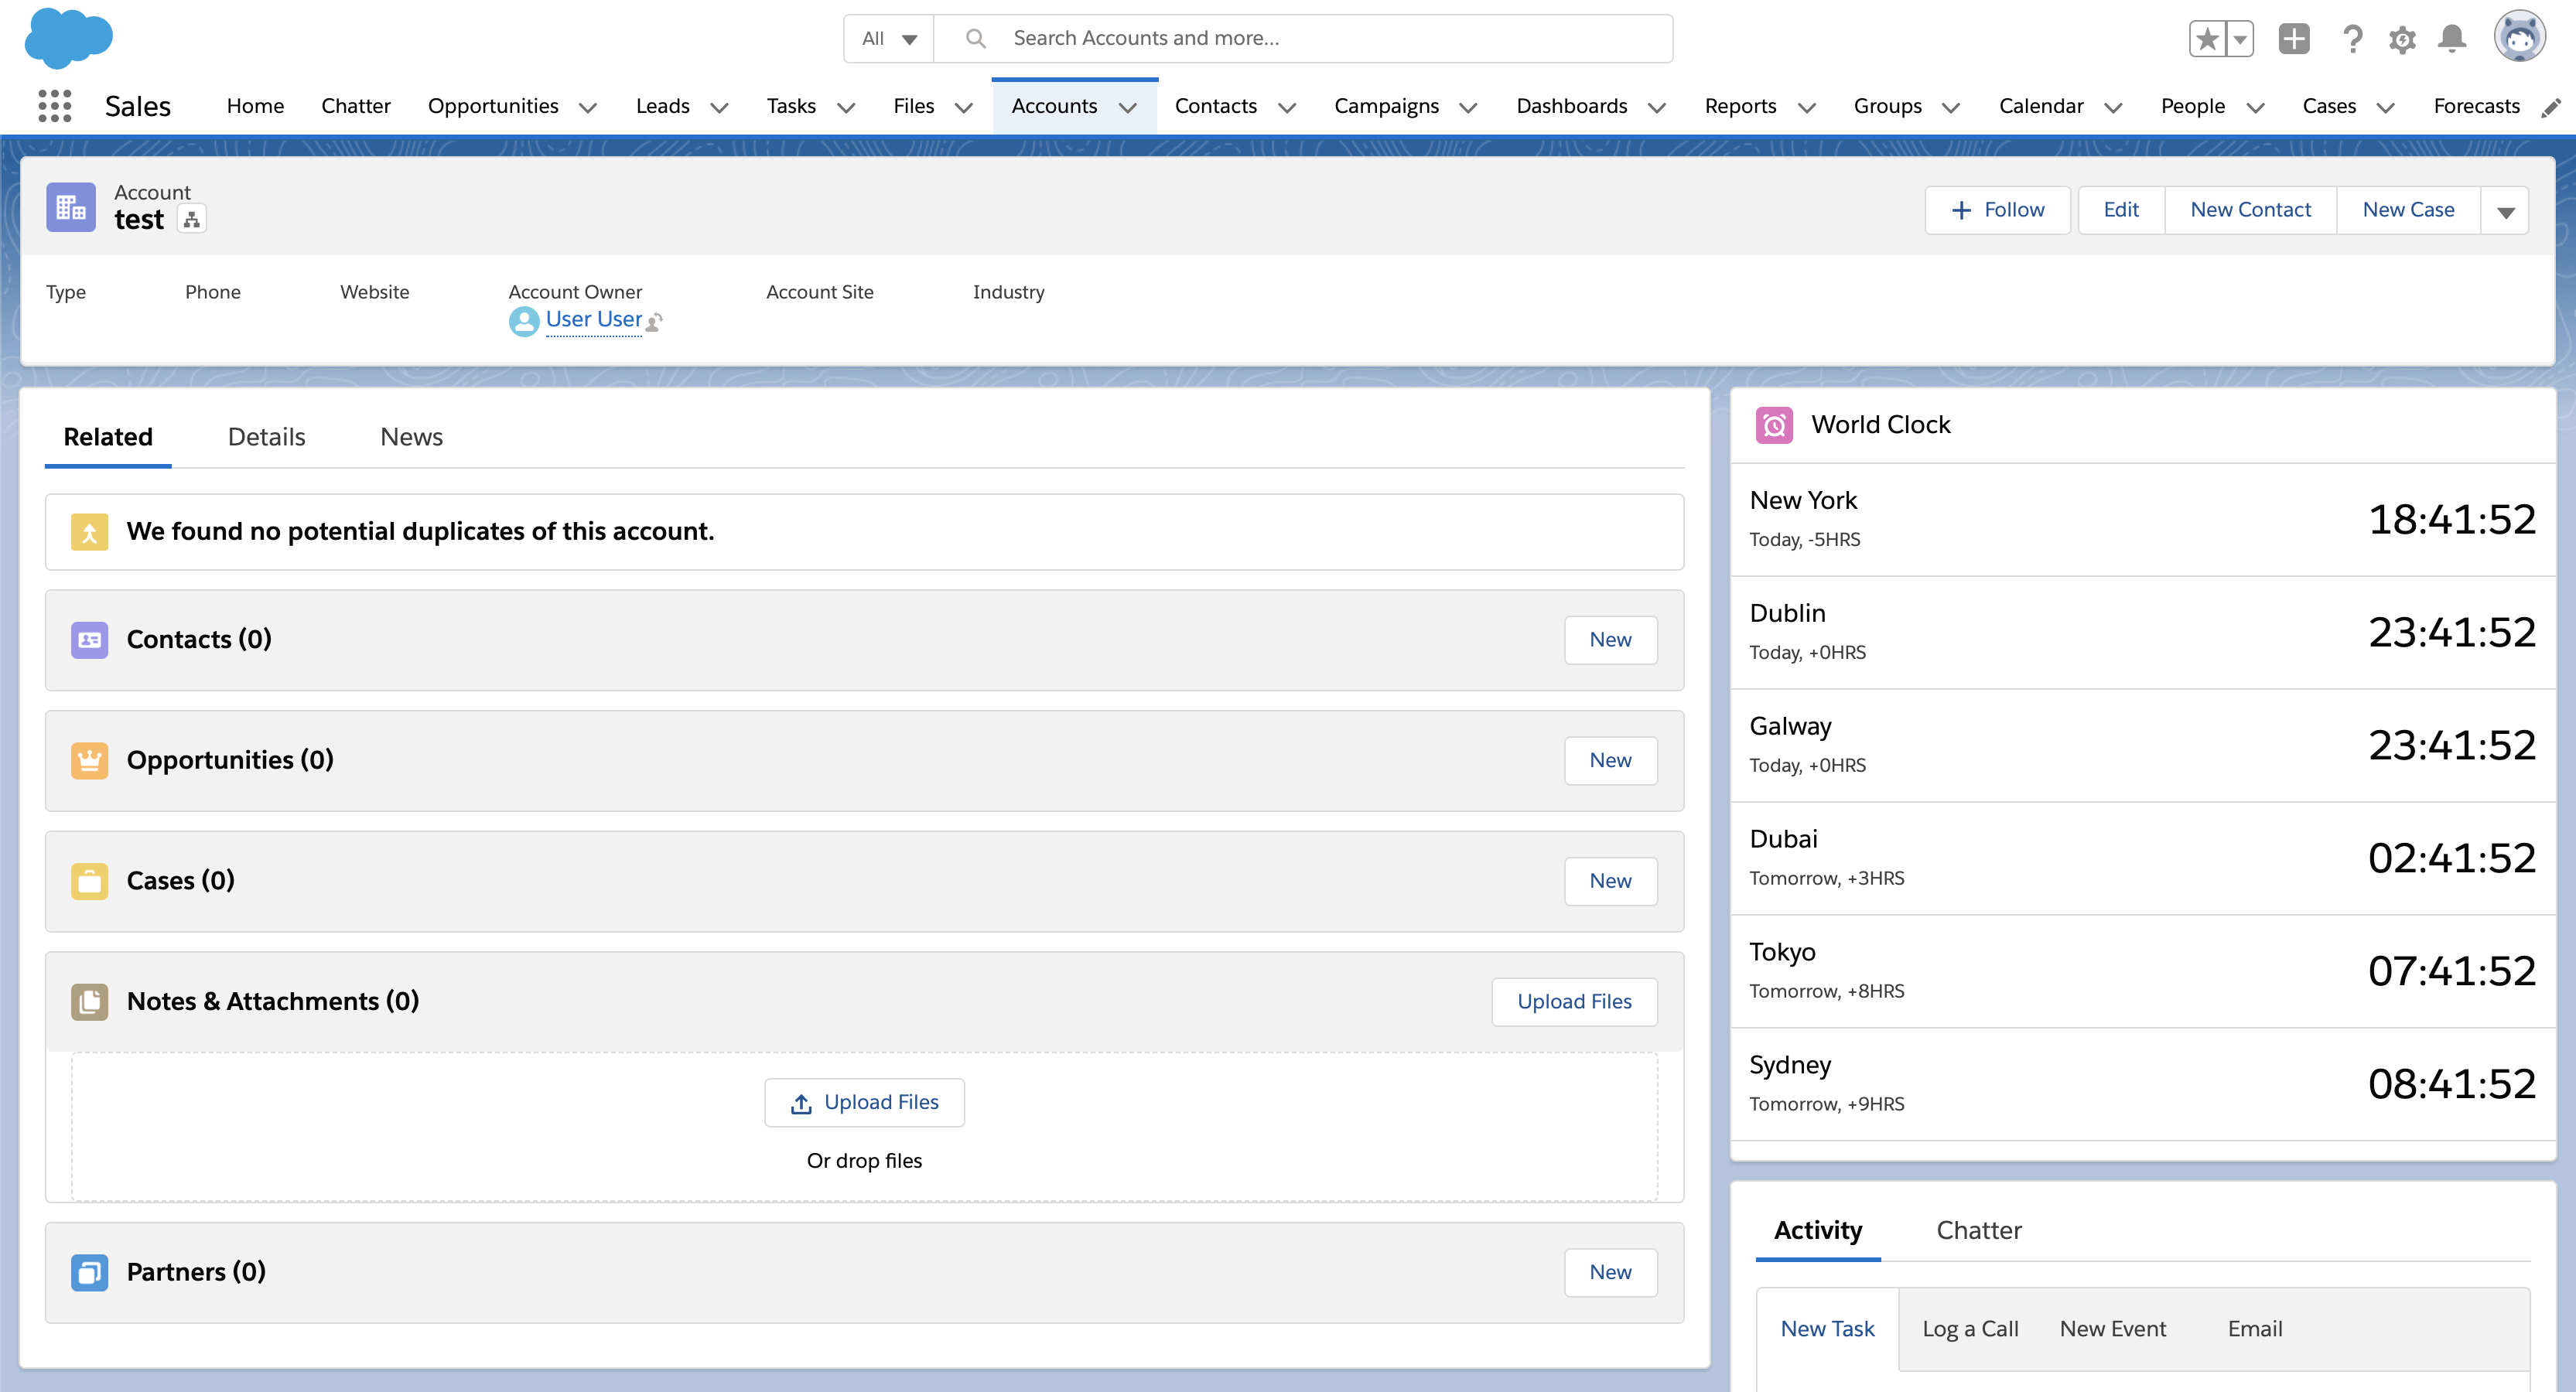 All
Search Accounts and more...
Sales
Home
Chatter
Opportunities
Leads
Tasks
Files
Accounts
Contacts
Campaigns
Dashboards
Reports
Groups
Calendar
People
Cases
Forecasts
Account
test
Follow
Edit
New Contact
New Case
Type
Phone
Website
Account Owner
User User
Account Site
Industry
Related
Details
News
We found no potential duplicates of this account.
Contacts (0)
New
Opportunities (0)
New
Cases (0)
New
Notes & Attachments (0)
Upload Files
Upload Files
Or drop files
Partners (0)
New
World Clock
New York
Today, -5HRS
18:41:52
Dublin
Today, +0HRS
23:41:52
Galway
Today, +0HRS
23:41:52
Dubai
Tomorrow, +3HRS
02:41:52
Tokyo
Tomorrow, +8HRS
07:41:52
Sydney
Tomorrow, +9HRS
08:41:52
Activity
Chatter
New Task
Log a Call
New Event
Email